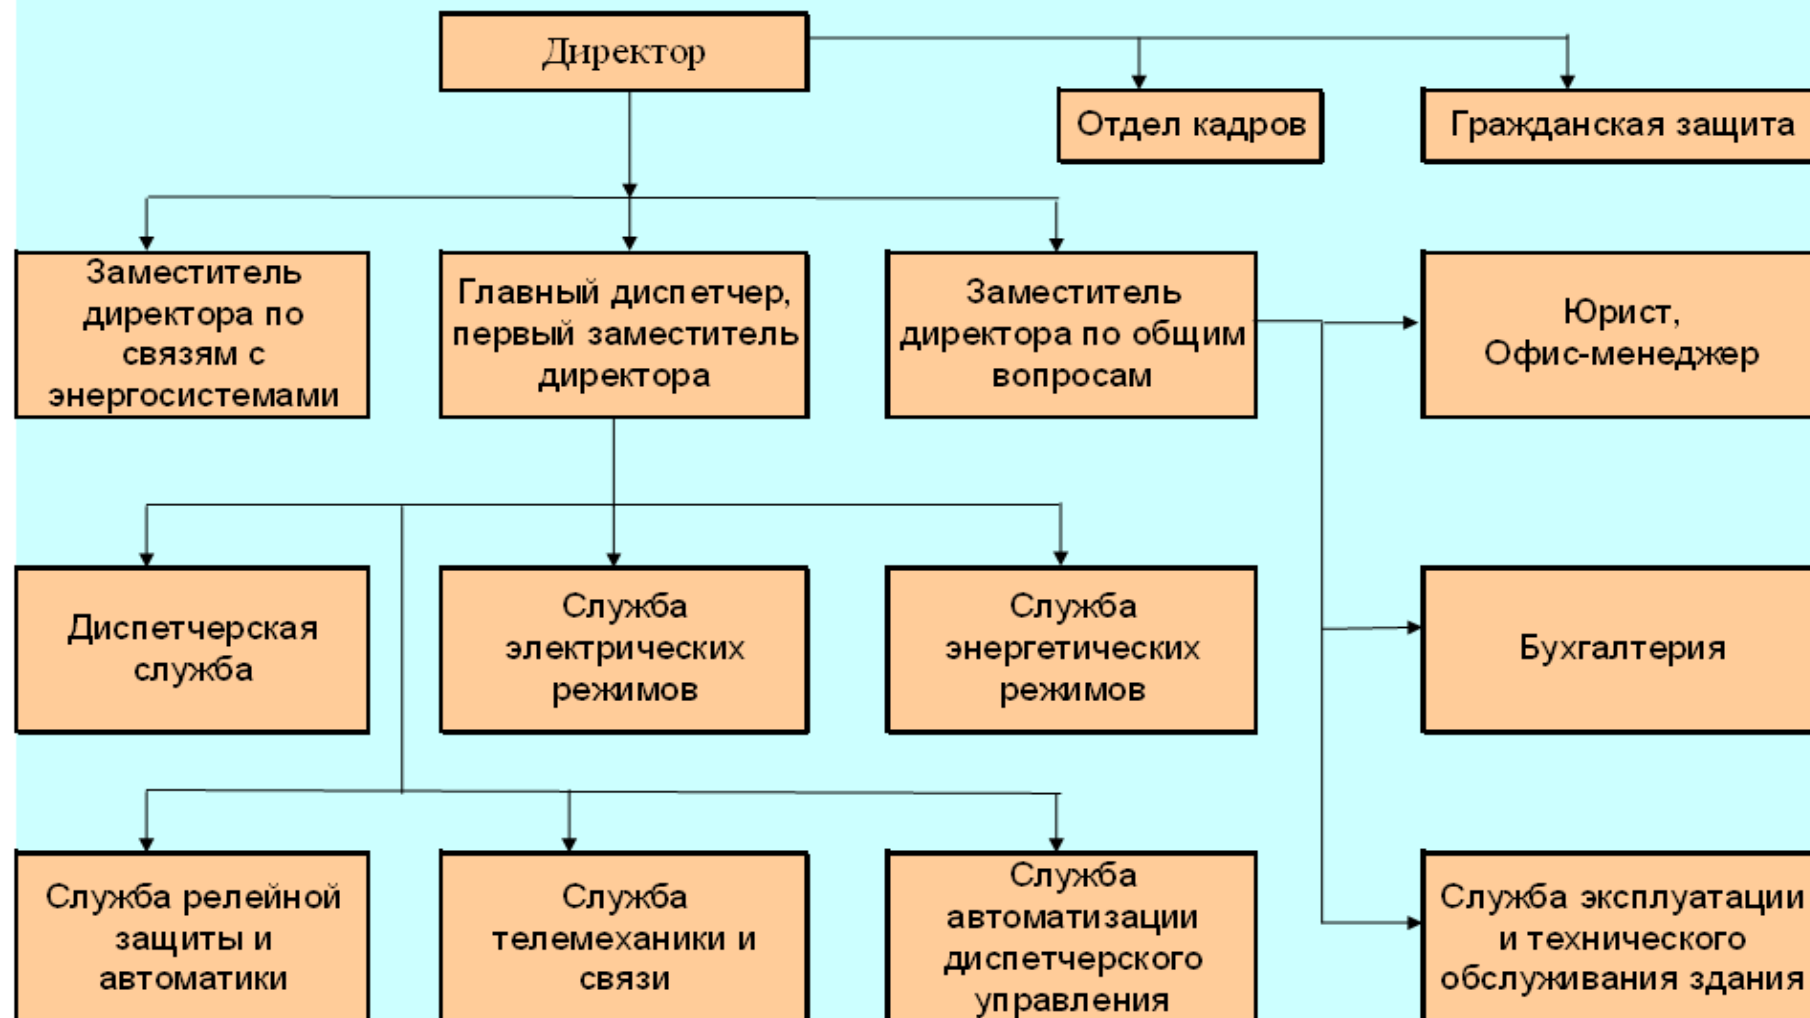 Директор
Отдел кадров
Гражданская защита
Заместитель
директора по
связям с
энергосистемами
Главный диспетчер,
первый заместитель
директора
Заместитель
директора по общим
вопросам
Юрист,
Офис-менеджер
Диспетчерская
служба
Служба
электрических
режимов
Служба
энергетических
режимов
Бухгалтерия
Служба релейной
защиты и
автоматики
Служба
телемеханики и
связи
Служба
автоматизации
диспетчерского
управления
Служба эксплуатации
и технического
обслуживания здания